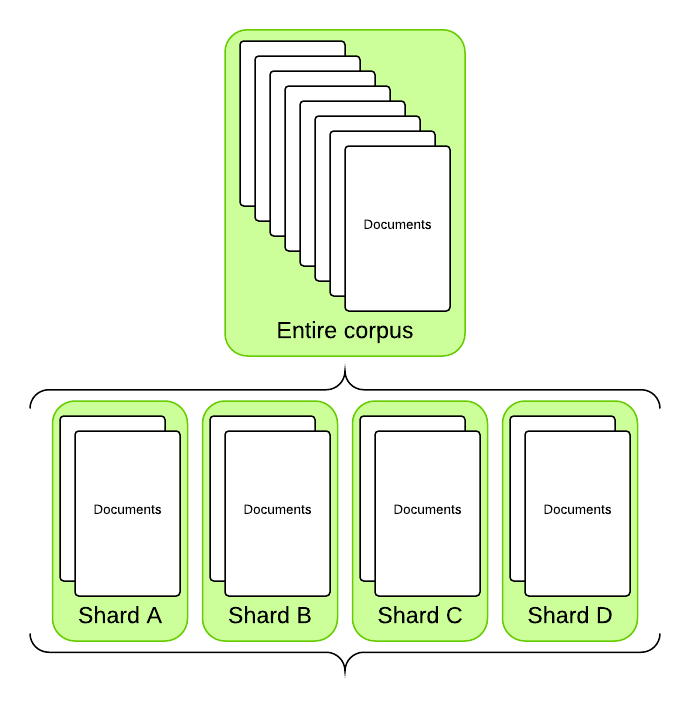 Documents
Entire corpus
Documents
Documents
Documents
Documents
Shard A
Shard B
Shard C
Shard D